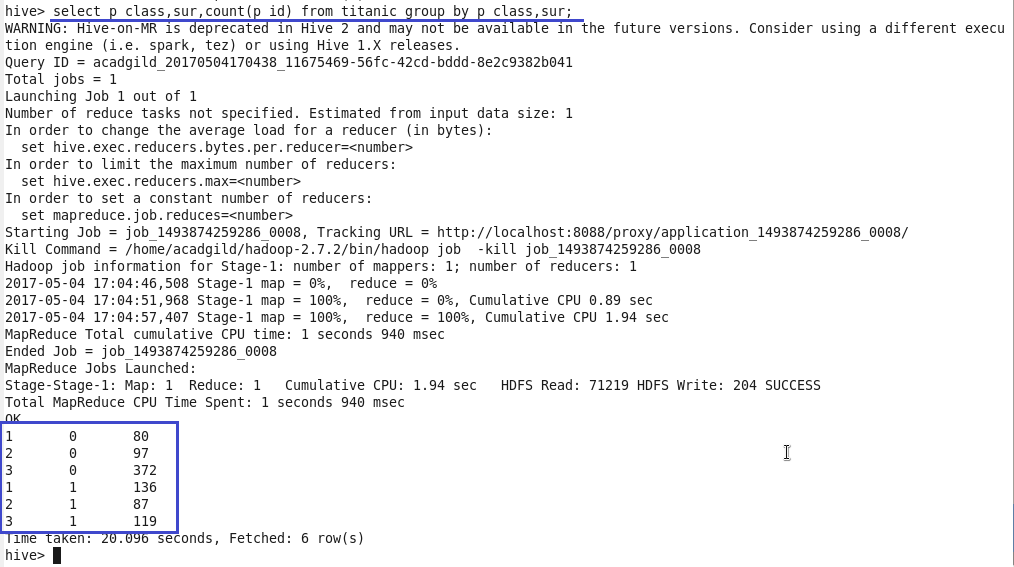 hive> select p class,sur,count(p id) from titanic group by p class,sur;
WARNING: Hive-on-MR is deprecated in Hive 2 and may not be available in the future versions. Consider using a different execu
tion engine (i.e. spark, tez) or using Hive 1.X releases.
Query ID = acadgild_20170504170438_11675469-56fc-42cd-bddd-8e2c9382b041
Total jobs = 1
Launching Job 1 out of 1
Number of reduce tasks not specified. Estimated from input data size: 1
In order to change the average load for a reducer (in bytes):
  set hive.exec.reducers.bytes.per.reducer=<number>
In order to limit the maximum number of reducers:
  set hive.exec.reducers.max=<number>
In order to set a constant number of reducers:
  set mapreduce.job.reduces=<number>
Starting Job = job_1493874259286_0008, Tracking URL = http://localhost:8088/proxy/application_1493874259286_0008/
Kill Command = /home/acadgild/hadoop-2.7.2/bin/hadoop job  -kill job_1493874259286_0008
Hadoop job information for Stage-1: number of mappers: 1; number of reducers: 1
2017-05-04 17:04:46,508 Stage-1 map = 0%,  reduce = 0%
2017-05-04 17:04:51,968 Stage-1 map = 100%,  reduce = 0%, Cumulative CPU 0.89 sec
2017-05-04 17:04:57,407 Stage-1 map = 100%,  reduce = 100%, Cumulative CPU 1.94 sec
MapReduce Total cumulative CPU time: 1 seconds 940 msec
Ended Job = job_1493874259286_0008
MapReduce Jobs Launched:
Stage-Stage-1: Map: 1  Reduce: 1   Cumulative CPU: 1.94 sec   HDFS Read: 71219 HDFS Write: 204 SUCCESS
Total MapReduce CPU Time Spent: 1 seconds 940 msec
OK
1	0	80
2	0	97
3	0	372
1	1	136
2	1	87
3	1	119
Time taken: 20.096 seconds, Fetched: 6 row(s)
hive>